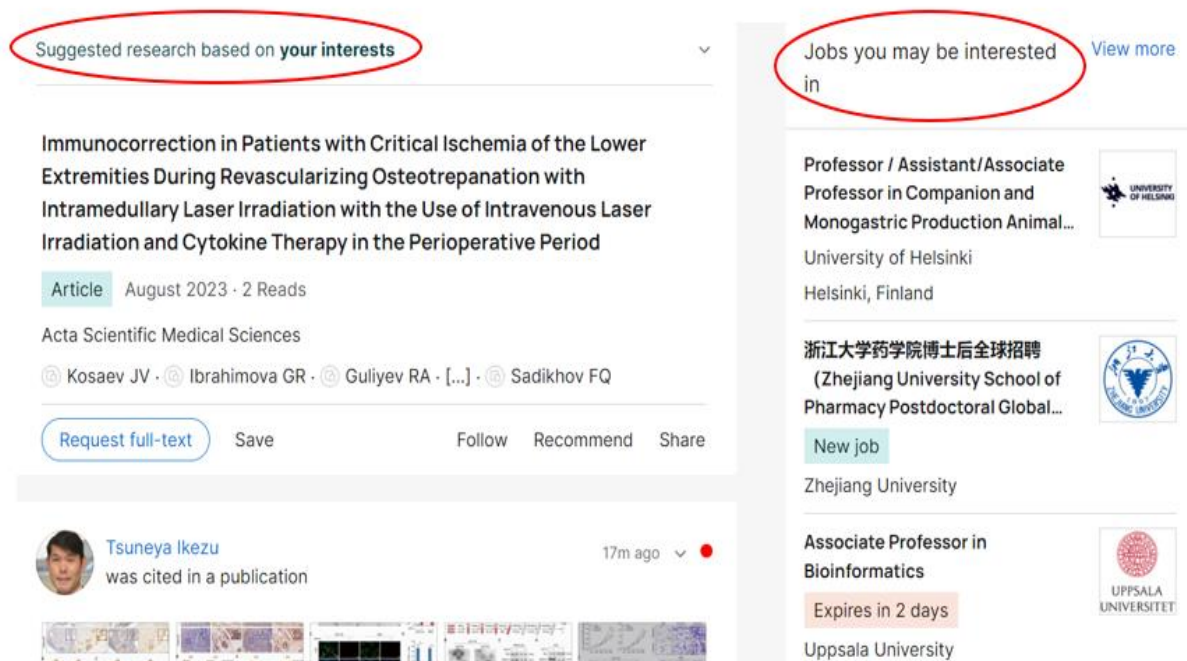 Suggested research based on your interests
Immunocorrection in Patients with Critical Ischemia of the Lower
Extremities During Revascularizing Osteotrepanation with
Intramedullary Laser Irradiation with the Use of Intravenous Laser
Irradiation and Cytokine Therapy in the Perioperative Period
Article August 2023 · 2 Reads
Acta Scientific Medical Sciences
Kosaev JV · Ibrahimova GR · Guliyev RA · [...] · Sadikhov FQ
Request full-text Save Follow Recommend Share
Tsuneya Ikezu
was cited in a publication
17m ago
Jobs you may be interested
in
View more
Professor / Assistant/Associate
Professor in Companion and
Monogastric Production Animal...
University of Helsinki
Helsinki, Finland
UNIVERSITY
OF HELSINKI
浙江大学药学院博士后全球招聘
(Zhejiang University School of
Pharmacy Postdoctoral Global...
New job
Zhejiang University
Associate Professor in
Bioinformatics
Expires in 2 days
Uppsala University
UPPSALA
UNIVERSITET